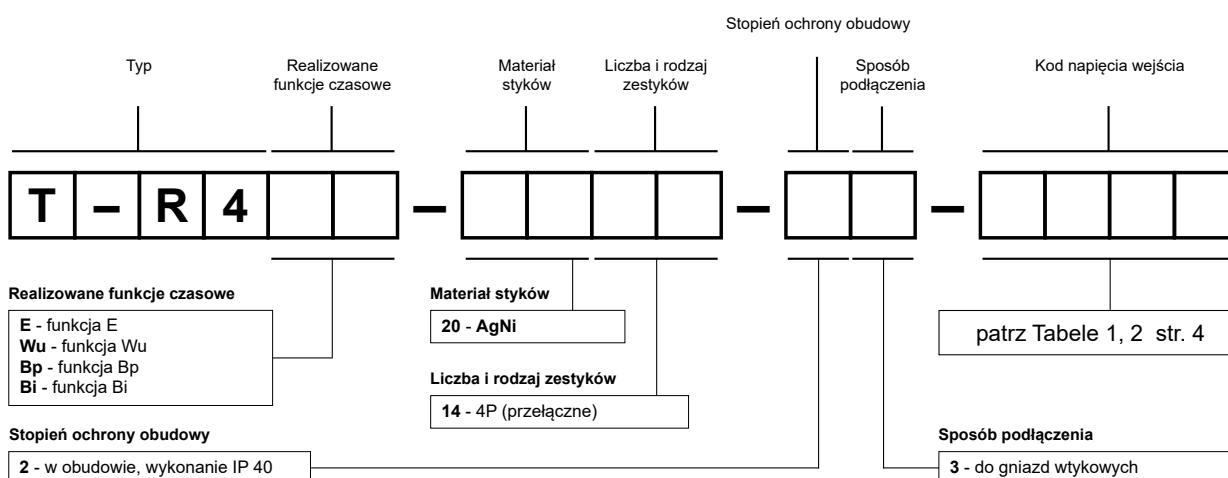 Stopień ochrony obudowy
Typ
Realizowane
funkcje czasowe
Materiał
styków
Liczba i rodzaj
zestyków
Sposób
podłączenia
Kod napięcia wejścia
T – R 4 – – –
Realizowane funkcje czasowe
E - funkcja E
Wu - funkcja Wu
Bp - funkcja Bp
Bi - funkcja Bi
Materiał styków
20 - AgNi
patrz Tabele 1, 2 str. 4
Liczba i rodzaj zestyków
14 - 4P (przełączne)
Stopień ochrony obudowy
2 - w obudowie, wykonanie IP 40
Sposób podłączenia
3 - do gniazd wtykowych